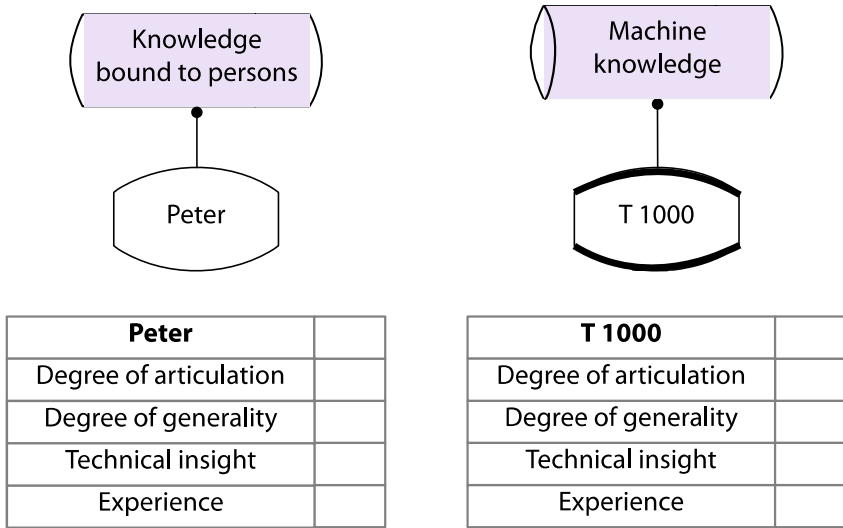 Knowledge
bound to persons
Machine
knowledge
Peter
T 1000
Peter
Degree of articulation
Degree of generality
Technical insight
Experience
T 1000
Degree of articulation
Degree of generality
Technical insight
Experience